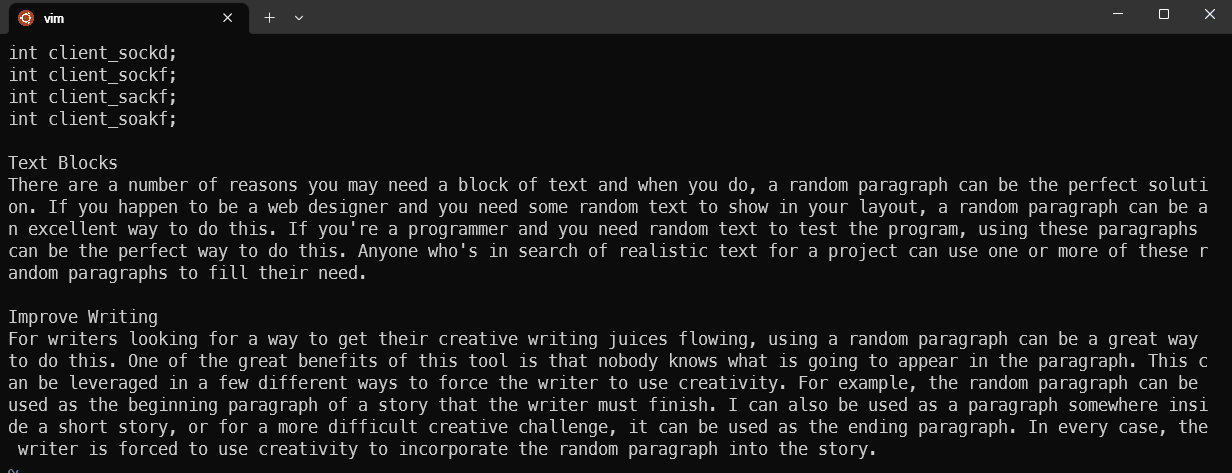 vim
int client_sockd;
int client_sockf;
int client_sackf;
int client_soakf;

Text Blocks
There are a number of reasons you may need a block of text and when you do, a random paragraph can be the perfect soluti
on. If you happen to be a web designer and you need some random text to show in your layout, a random paragraph can be a
n excellent way to do this. If you're a programmer and you need random text to test the program, using these paragraphs
can be the perfect way to do this. Anyone who's in search of realistic text for a project can use one or more of these r
andom paragraphs to fill their need.

Improve Writing
For writers looking for a way to get their creative writing juices flowing, using a random paragraph can be a great way
to do this. One of the great benefits of this tool is that nobody knows what is going to appear in the paragraph. This c
an be leveraged in a few different ways to force the writer to use creativity. For example, the random paragraph can be
used as the beginning paragraph of a story that the writer must finish. I can also be used as a paragraph somewhere insi
de a short story, or for a more difficult creative challenge, it can be used as the ending paragraph. In every case, the
 writer is forced to use creativity to incorporate the random paragraph into the story.
~